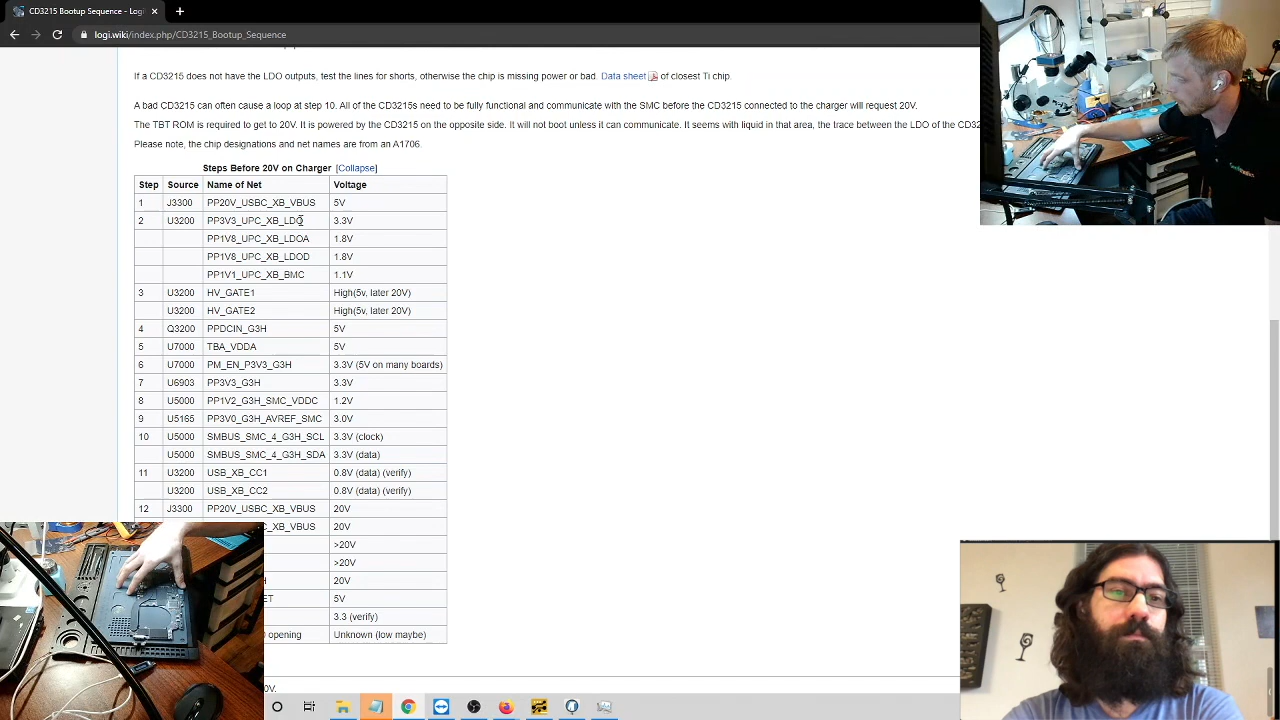 CD3215 Bootup Sequence - Logi
logi.wiki/index.php/CD3215_Bootup_Sequence
If a CD3215 does not have the LDO outputs, test the lines for shorts, otherwise the chip is missing power or bad. Data sheet of closest Ti chip.
A bad CD3215 can often cause a loop at step 10. All of the CD3215s need to be fully functional and communicate with the SMC before the CD3215 connected to the charger will request 20V.
The TBT ROM is required to get to 20V. It is powered by the CD3215 on the opposite side. It will not boot unless it can communicate. It seems with liquid in that area, the trace between the LDO of the CD32
Please note, the chip designations and net names are from an A1706.
Steps Before 20V on Charger [Collapse]
Step Source Name of Net Voltage
1 J3300 PP20V_USBC_XB_VBUS 5V
2 U3200 PP3V3_UPC_XB_LDO 3.3V
PP1V8_UPC_XB_LDOA 1.8V
PP1V8_UPC_XB_LDOD 1.8V
PP1V1_UPC_XB_BMC 1.1V
3 U3200 HV_GATE1 High(5v, later 20V)
U3200 HV_GATE2 High(5v, later 20V)
4 Q3200 PPDCIN_G3H 5V
5 U7000 TBA_VDDA 5V
6 U7000 PM_EN_P3V3_G3H 3.3V (5V on many boards)
7 U6903 PP3V3_G3H 3.3V
8 U5000 PP1V2_G3H_SMC_VDDC 1.2V
9 U5165 PP3V0_G3H_AVREF_SMC 3.0V
10 U5000 SMBUS_SMC_4_G3H_SCL 3.3V (clock)
U5000 SMBUS_SMC_4_G3H_SDA 3.3V (data)
11 U3200 USB_XB_CC1 0.8V (data) (verify)
U3200 USB_XB_CC2 0.8V (data) (verify)
12 J3300 PP20V_USBC_XB_VBUS 20V
_USBC_XB_VBUS 20V
>20V
>20V
20V
ET 5V
3.3 (verify)
opening Unknown (low maybe)
0V.